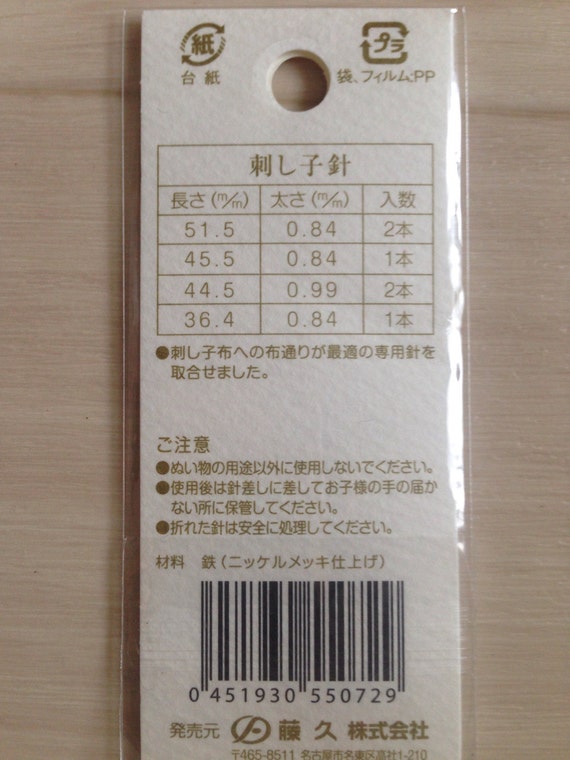 紙
プラ
台紙
袋、フィルム:PP
刺し子針
長さ(m/m) 太さ(m/m) 入数
51.5 0.84 2本
45.5 0.84 1本
44.5 0.99 2本
36.4 0.84 1本
●刺し子布への布通りが最適の専用針を
取合せました。
ご注意
●ぬい物の用途以外に使用しないでください。
●使用後は針差しに差してお子様の手の届か
ない所に保管してください。
●折れた針は安全に処理してください。
材料 鉄(ニッケルメッキ仕上げ)
0 451930 550729
発売元 藤久 株式会社
〒465-8511 名古屋市名東区高社1-210